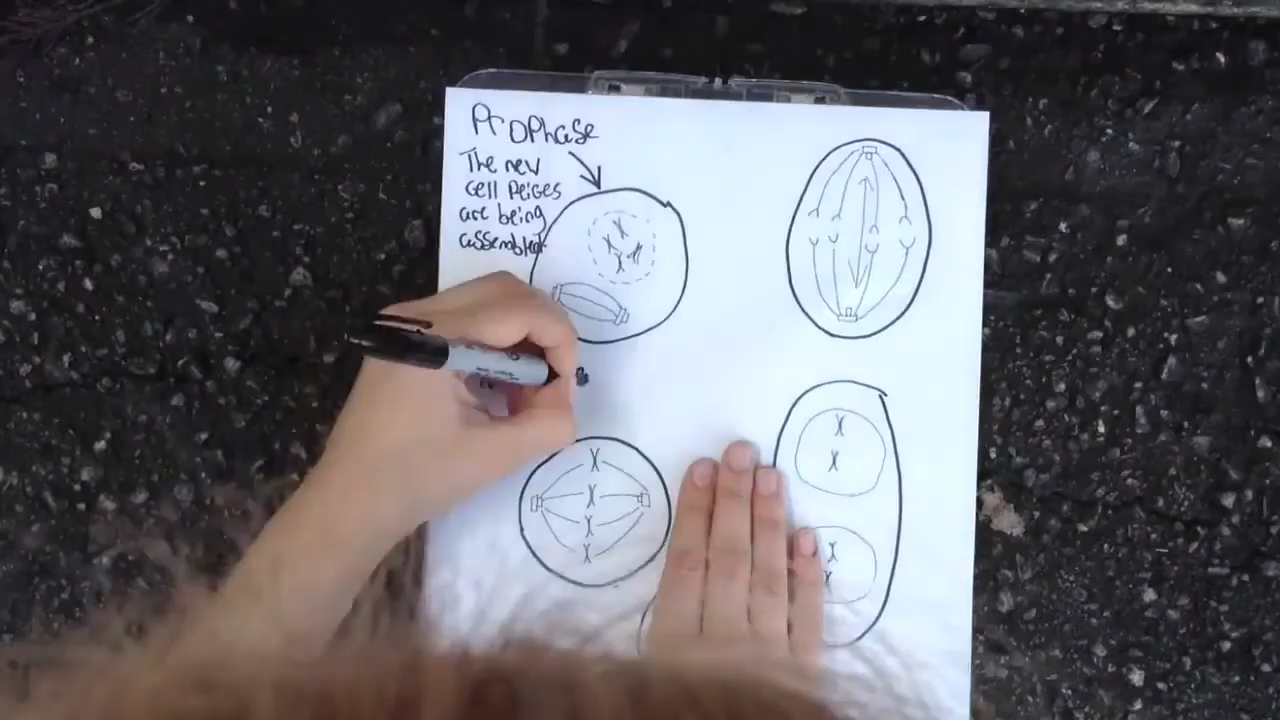 Prophase
The new
cell Peices
are being
assembled.